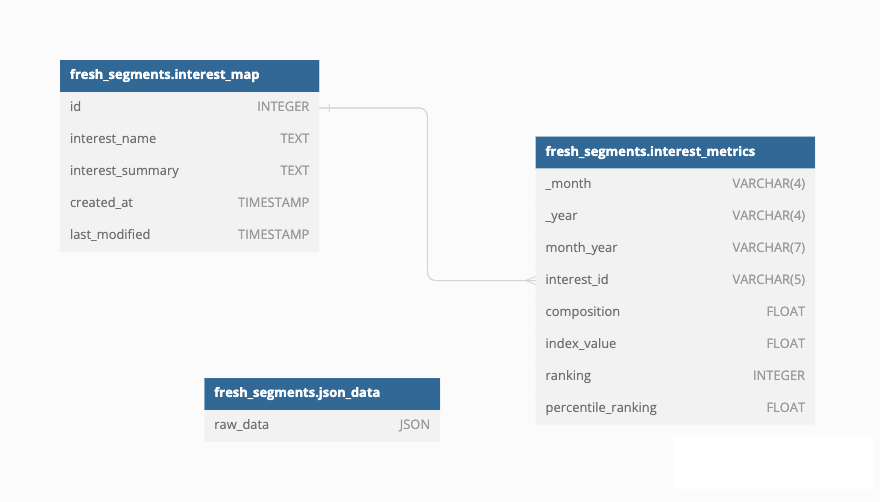 fresh_segments.interest_map
id INTEGER
interest_name TEXT
interest_summary TEXT
created_at TIMESTAMP
last_modified TIMESTAMP
fresh_segments.interest_metrics
_month VARCHAR(4)
_year VARCHAR(4)
month_year VARCHAR(7)
interest_id VARCHAR(5)
composition FLOAT
index_value FLOAT
ranking INTEGER
percentile_ranking FLOAT
fresh_segments.json_data
raw_data JSON